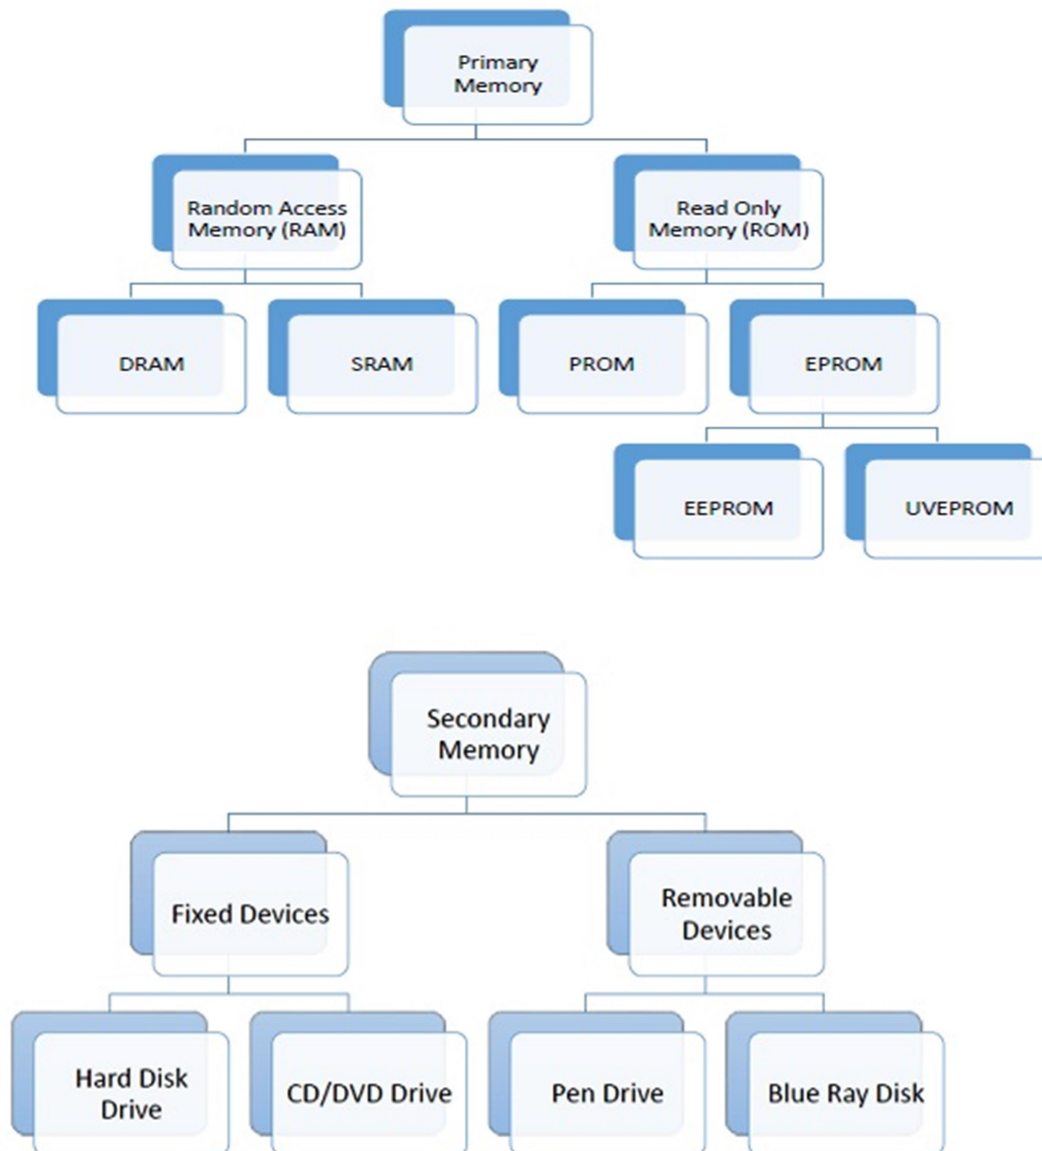 Primary
Memory
Random Access
Memory (RAM)
Read Only
Memory (ROM)
DRAM
SRAM
PROM
EPROM
EEPROM
UVEPROM
Secondary
Memory
Fixed Devices
Removable
Devices
Hard Disk
Drive
CD/DVD Drive
Pen Drive
Blue Ray Disk